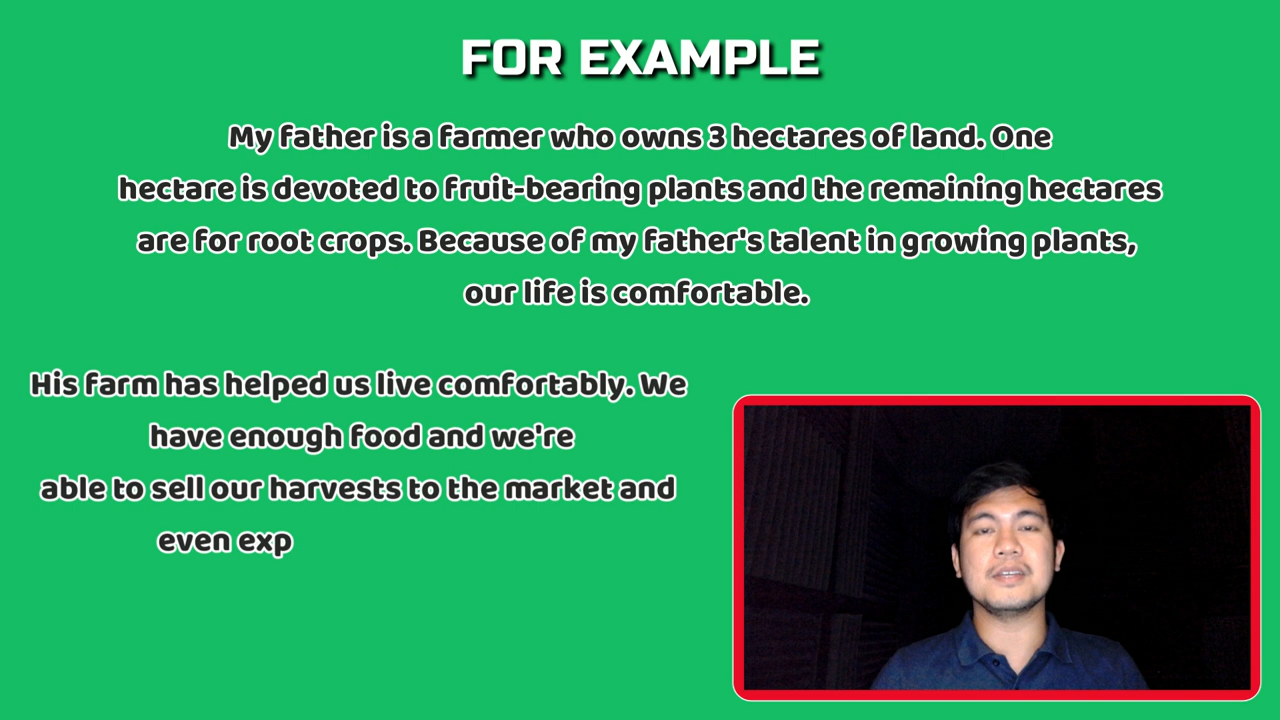 FOR EXAMPLE
My father is a farmer who owns 3 hectares of land. One
hectare is devoted to fruit-bearing plants and the remaining hectares
are for root crops. Because of my father's talent in growing plants,
our life is comfortable.
His farm has helped us live comfortably. We
have enough food and we're
able to sell our harvests to the market and
even exp